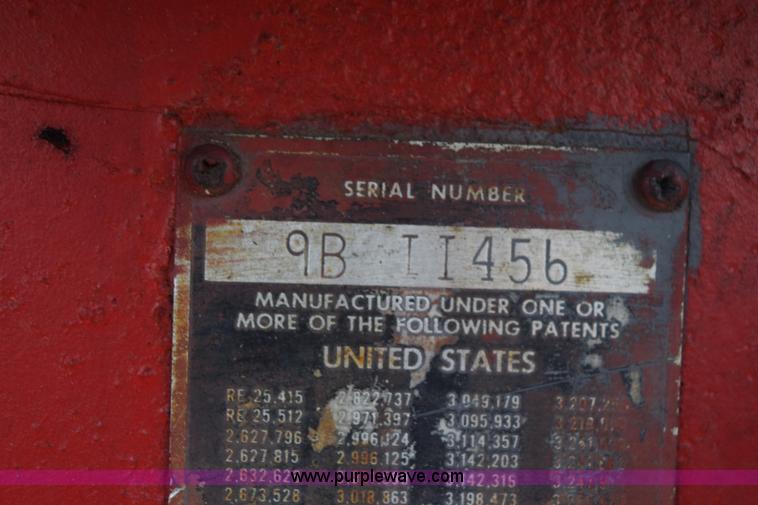 SERIAL NUMBER
9B II456
MANUFACTURED UNDER ONE OR
MORE OF THE FOLLOWING PATENTS
UNITED STATES
RE 25,415 2,822,737 3,049,179
RE 25,512 2,971,397 3,095,933
2,627,796 2,996,124 3,114,357
2,627,815 2,996,125 3,142,203
www.purplewave.com
2,673,528 3,018,863 3,198,473